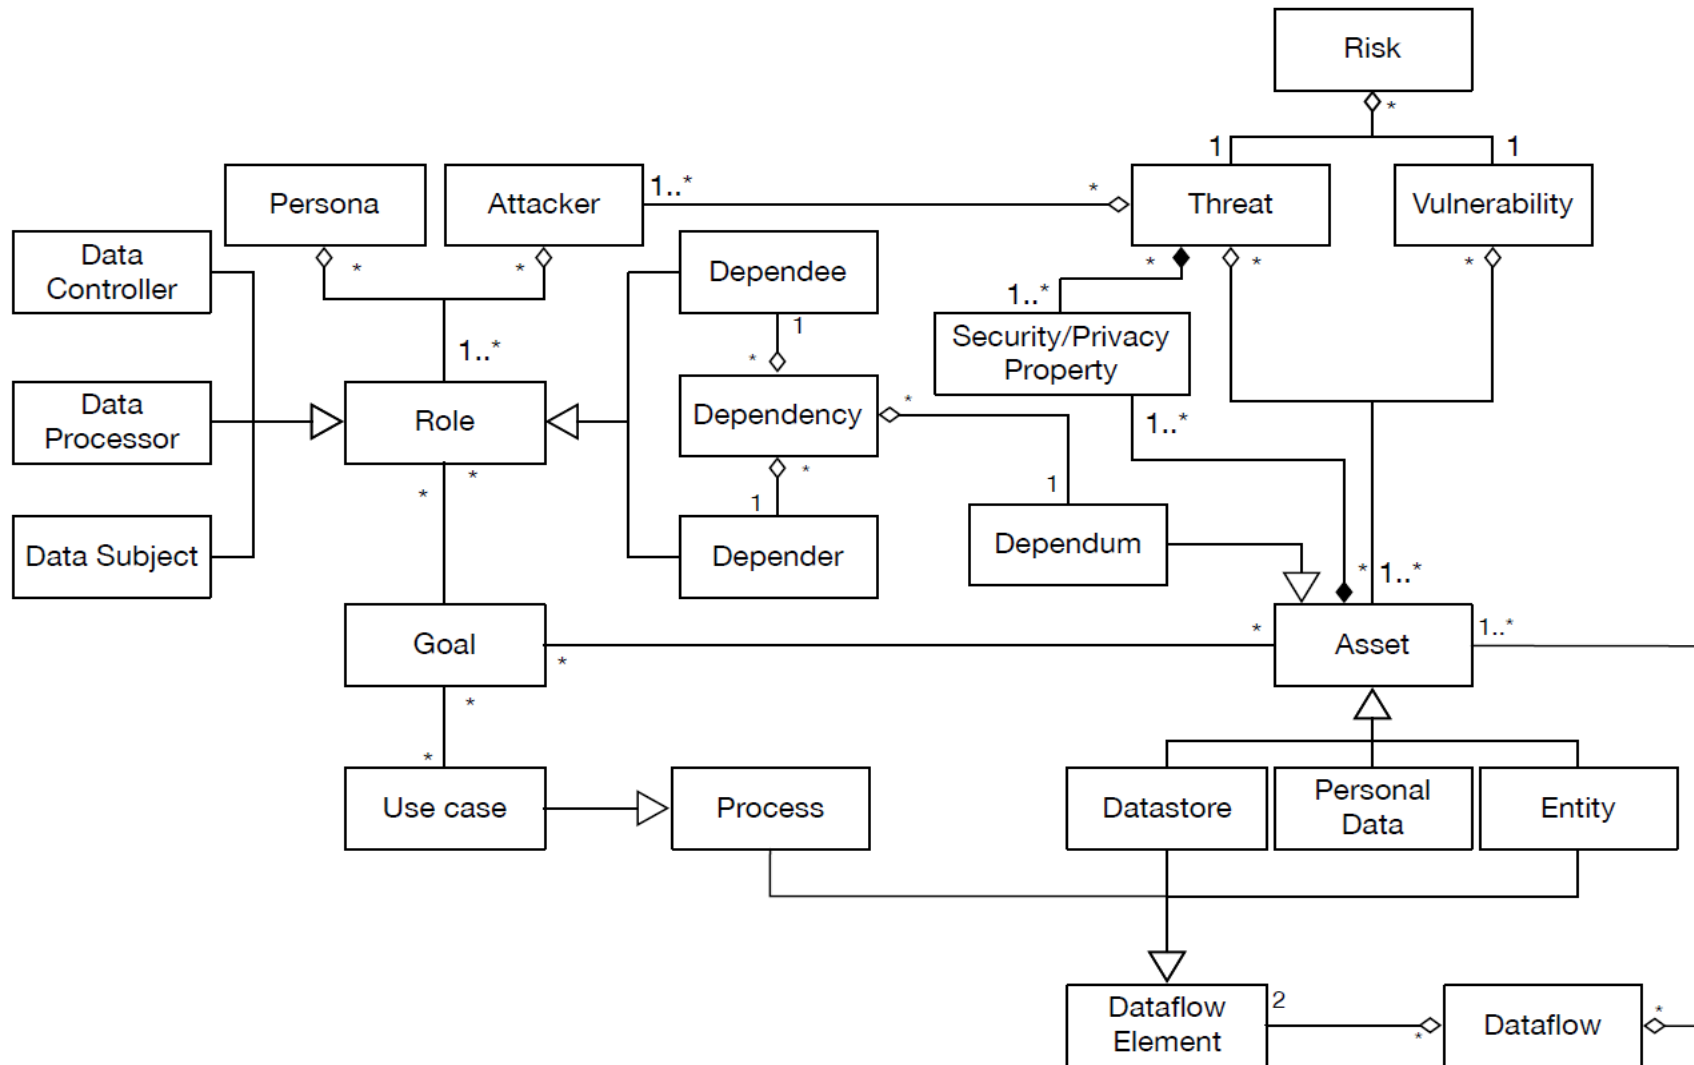 Risk
*
1
1
Persona
Attacker
1..*
*
Threat
Vulnerability
Data
Controller
*
*
Dependee
*
*
*
1..*
1
Security/Privacy
Property
1..*
*
Data
Processor
Role
Dependency
*
1..*
*
*
*
1
1
Data Subject
Depender
Dependum
*
1..*
Goal
*
*
Asset
1..*
*
*
Use case
Process
Datastore
Personal
Data
Entity
Dataflow
Element
2
*
Dataflow
*